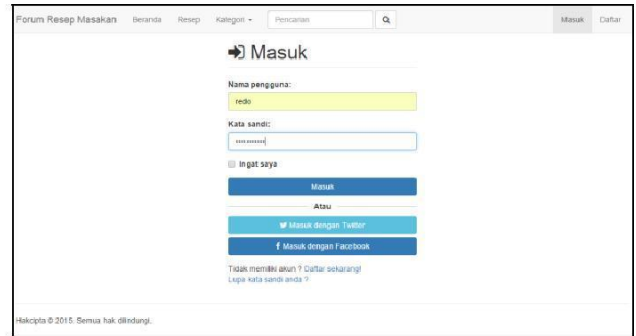 Forum Resep Masakan Beranda Resep Kategori Pencarian Masuk Daftar
Masuk
Nama pengguna:
redo
Kata sandi:
Ingat saya
Masuk
Atau
Masuk dengan Twitter
Masuk dengan Facebook
Tidak memiliki akun ? Daftar sekarang!
Lupa kata sandi anda ?
Hakcipta © 2015. Semua hak dilindungi.